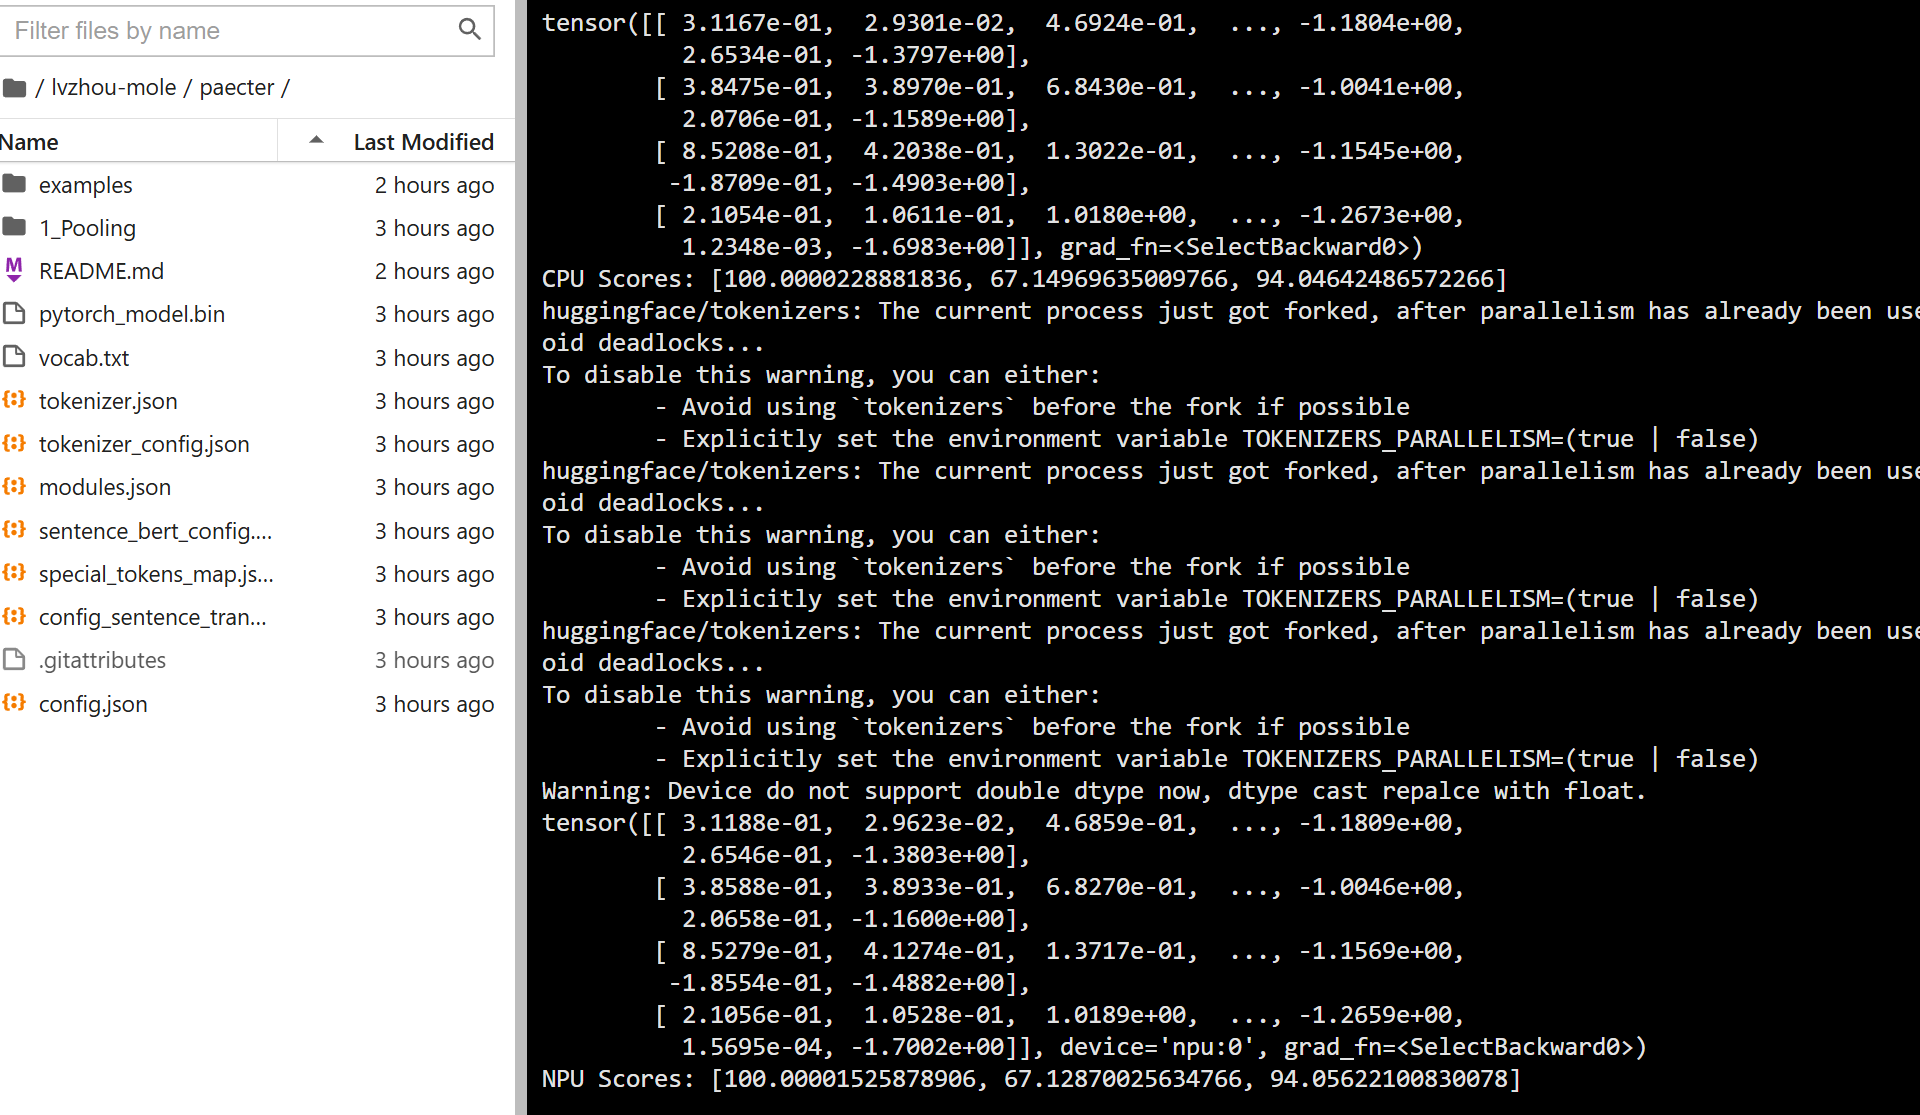 Filter files by name
/ lvzhou-mole / paecter /
Name Last Modified
examples 2 hours ago
1_Pooling 3 hours ago
README.md 2 hours ago
pytorch_model.bin 3 hours ago
vocab.txt 3 hours ago
tokenizer.json 3 hours ago
tokenizer_config.json 3 hours ago
modules.json 3 hours ago
sentence_bert_config.... 3 hours ago
special_tokens_map.js... 3 hours ago
config_sentence_tran... 3 hours ago
.gitattributes 3 hours ago
config.json 3 hours ago
tensor([[ 3.1167e-01,  2.9301e-02,  4.6924e-01,  ..., -1.1804e+00,
          2.6534e-01, -1.3797e+00],
        [ 3.8475e-01,  3.8970e-01,  6.8430e-01,  ..., -1.0041e+00,
          2.0706e-01, -1.1589e+00],
        [ 8.5208e-01,  4.2038e-01,  1.3022e-01,  ..., -1.1545e+00,
         -1.8709e-01, -1.4903e+00],
        [ 2.1054e-01,  1.0611e-01,  1.0180e+00,  ..., -1.2673e+00,
          1.2348e-03, -1.6983e+00]], grad_fn=<SelectBackward0>)
CPU Scores: [100.0000228881836, 67.14969635009766, 94.04642486572266]
huggingface/tokenizers: The current process just got forked, after parallelism has already been use
oid deadlocks...
To disable this warning, you can either:
        - Avoid using `tokenizers` before the fork if possible
        - Explicitly set the environment variable TOKENIZERS_PARALLELISM=(true | false)
huggingface/tokenizers: The current process just got forked, after parallelism has already been use
oid deadlocks...
To disable this warning, you can either:
        - Avoid using `tokenizers` before the fork if possible
        - Explicitly set the environment variable TOKENIZERS_PARALLELISM=(true | false)
huggingface/tokenizers: The current process just got forked, after parallelism has already been use
oid deadlocks...
To disable this warning, you can either:
        - Avoid using `tokenizers` before the fork if possible
        - Explicitly set the environment variable TOKENIZERS_PARALLELISM=(true | false)
Warning: Device do not support double dtype now, dtype cast repalce with float.
tensor([[ 3.1188e-01,  2.9623e-02,  4.6859e-01,  ..., -1.1809e+00,
          2.6546e-01, -1.3803e+00],
        [ 3.8588e-01,  3.8933e-01,  6.8270e-01,  ..., -1.0046e+00,
          2.0658e-01, -1.1600e+00],
        [ 8.5279e-01,  4.1274e-01,  1.3717e-01,  ..., -1.1569e+00,
         -1.8554e-01, -1.4882e+00],
        [ 2.1056e-01,  1.0528e-01,  1.0189e+00,  ..., -1.2659e+00,
          1.5695e-04, -1.7002e+00]], device='npu:0', grad_fn=<SelectBackward0>)
NPU Scores: [100.00001525878906, 67.12870025634766, 94.05622100830078]